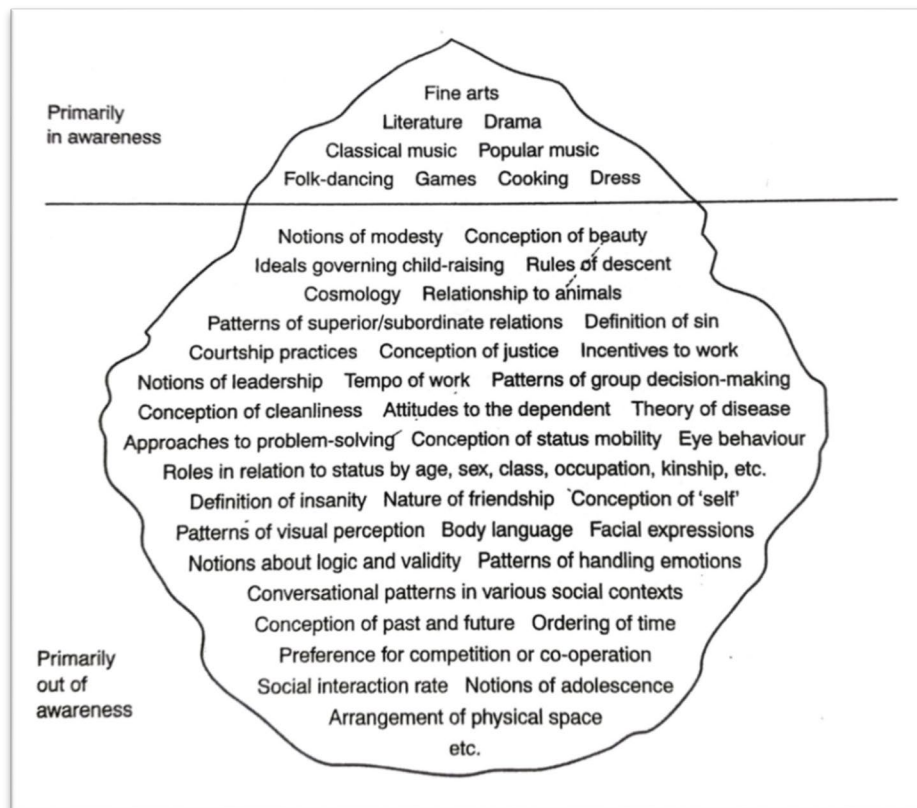 Primarily
in awareness
Fine arts
Literature Drama
Classical music Popular music
Folk-dancing Games Cooking Dress
Notions of modesty Conception of beauty
Ideals governing child-raising Rules of descent
Cosmology Relationship to animals
Patterns of superior/subordinate relations Definition of sin
Courtship practices Conception of justice Incentives to work
Notions of leadership Tempo of work Patterns of group decision-making
Conception of cleanliness Attitudes to the dependent Theory of disease
Approaches to problem-solving Conception of status mobility Eye behaviour
Roles in relation to status by age, sex, class, occupation, kinship, etc.
Definition of insanity Nature of friendship Conception of 'self'
Patterns of visual perception Body language Facial expressions
Notions about logic and validity Patterns of handling emotions
Conversational patterns in various social contexts
Conception of past and future Ordering of time
Preference for competition or co-operation
Social interaction rate Notions of adolescence
Arrangement of physical space
etc.
Primarily
out of
awareness